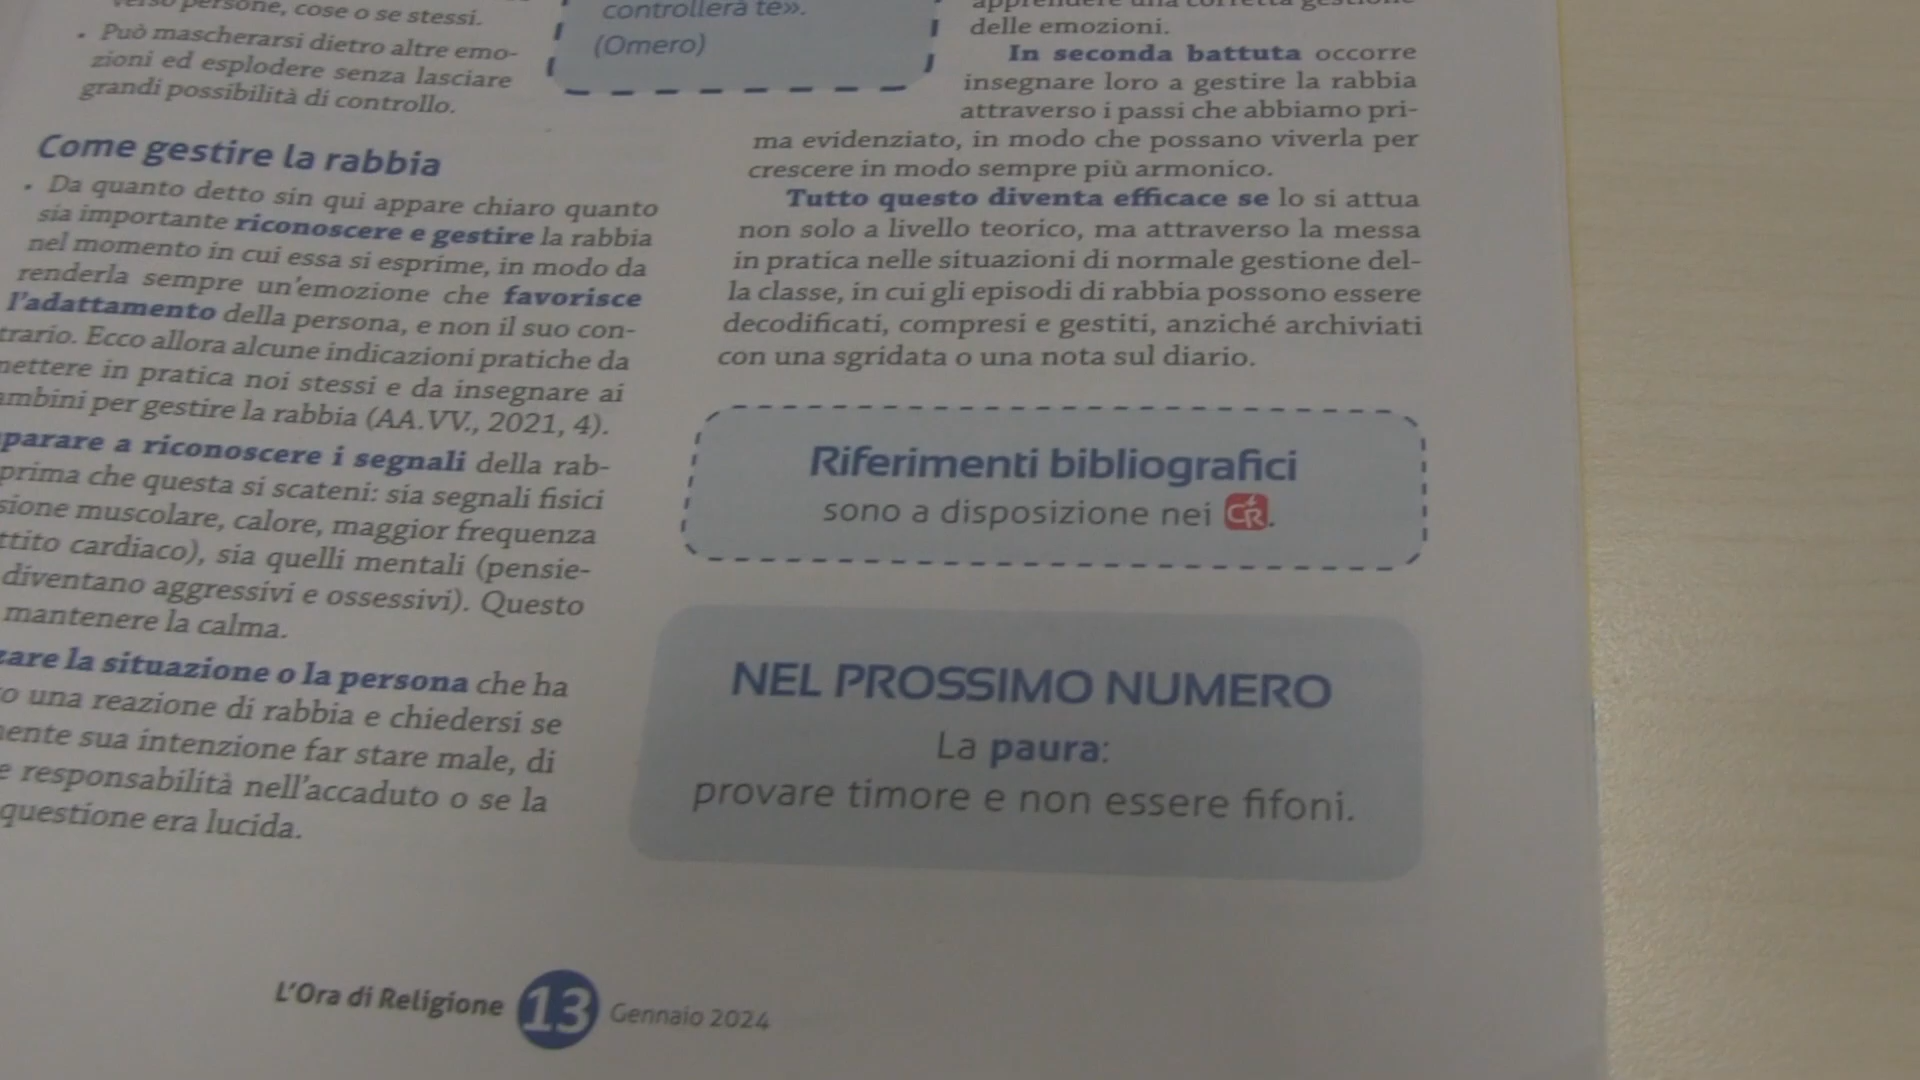 persone, cose o se stessi.
• Può mascherarsi dietro altre emo-
zioni ed esplodere senza lasciare
grandi possibilità di controllo.
Come gestire la rabbia
• Da quanto detto sin qui appare chiaro quanto
sia importante riconoscere e gestire la rabbia
nel momento in cui essa si esprime, in modo da
renderla sempre un'emozione che favorisce
l'adattamento della persona, e non il suo con-
trario. Ecco allora alcune indicazioni pratiche da
mettere in pratica noi stessi e da insegnare ai
ambini per gestire la rabbia (AA.VV., 2021, 4).
parare a riconoscere i segnali della rab-
prima che questa si scateni: sia segnali fisici
sione muscolare, calore, maggior frequenza
ttito cardiaco), sia quelli mentali (pensie-
diventano aggressivi e ossessivi). Questo
mantenere la calma.
zare la situazione o la persona che ha
o una reazione di rabbia e chiedersi se
mente sua intenzione far stare male, di
e responsabilità nell'accaduto o se la
questione era lucida.
controllerà te».
(Omero)
delle emozioni.
In seconda battuta occorre
insegnare loro a gestire la rabbia
attraverso i passi che abbiamo pri-
ma evidenziato, in modo che possano viverla per
crescere in modo sempre più armonico.
Tutto questo diventa efficace se lo si attua
non solo a livello teorico, ma attraverso la messa
in pratica nelle situazioni di normale gestione del-
la classe, in cui gli episodi di rabbia possono essere
decodificati, compresi e gestiti, anziché archiviati
con una sgridata o una nota sul diario.
Riferimenti bibliografici
sono a disposizione nei CR.
NEL PROSSIMO NUMERO
La paura:
provare timore e non essere fifoni.
L'Ora di Religione 13 Gennaio 2024